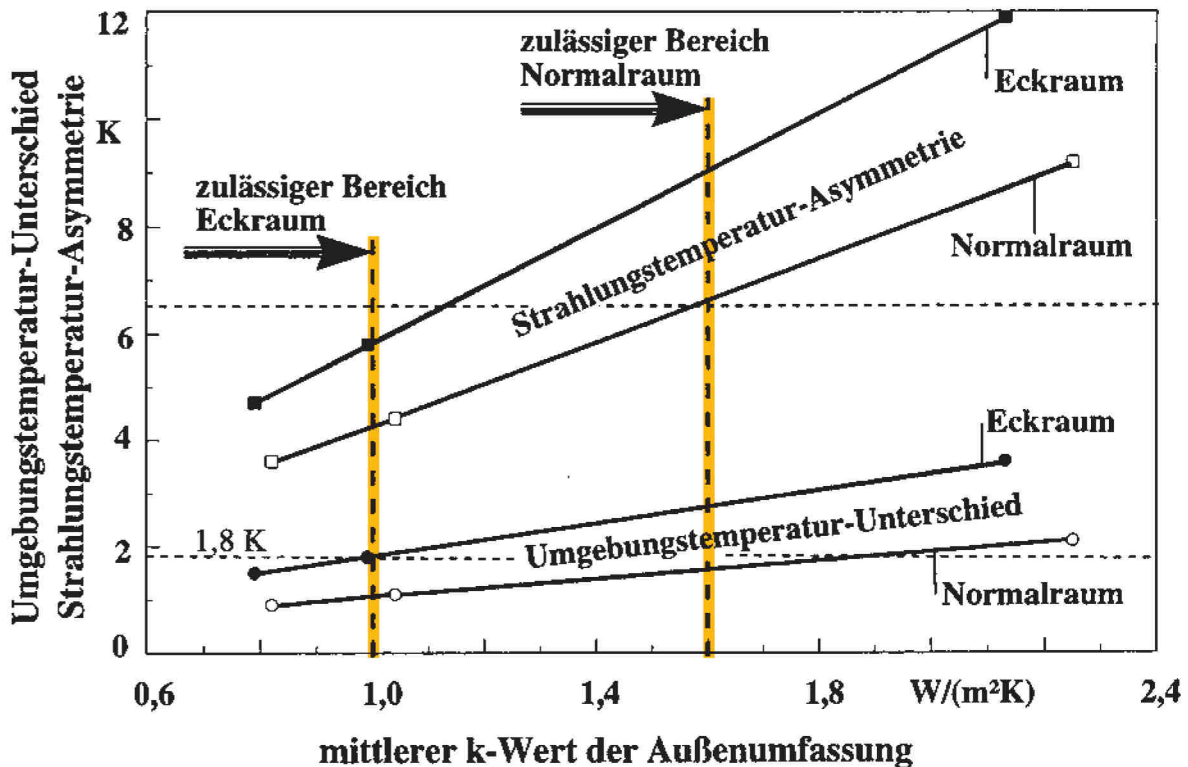 12
K
8
6
4
2
0
Umgebungstemperatur-Unterschied
Strahlungstemperatur-Asymmetrie
zulässiger Bereich
Normalraum
zulässiger Bereich
Eckraum
Eckraum
Strahlungstemperatur-Asymmetrie
Normalraum
Eckraum
1,8 K
Umgebungstemperatur-Unterschied
Normalraum
0,6
1,0
1,4
1,8
W/(m²K)
2,4
mittlerer k-Wert der Außenumfassung